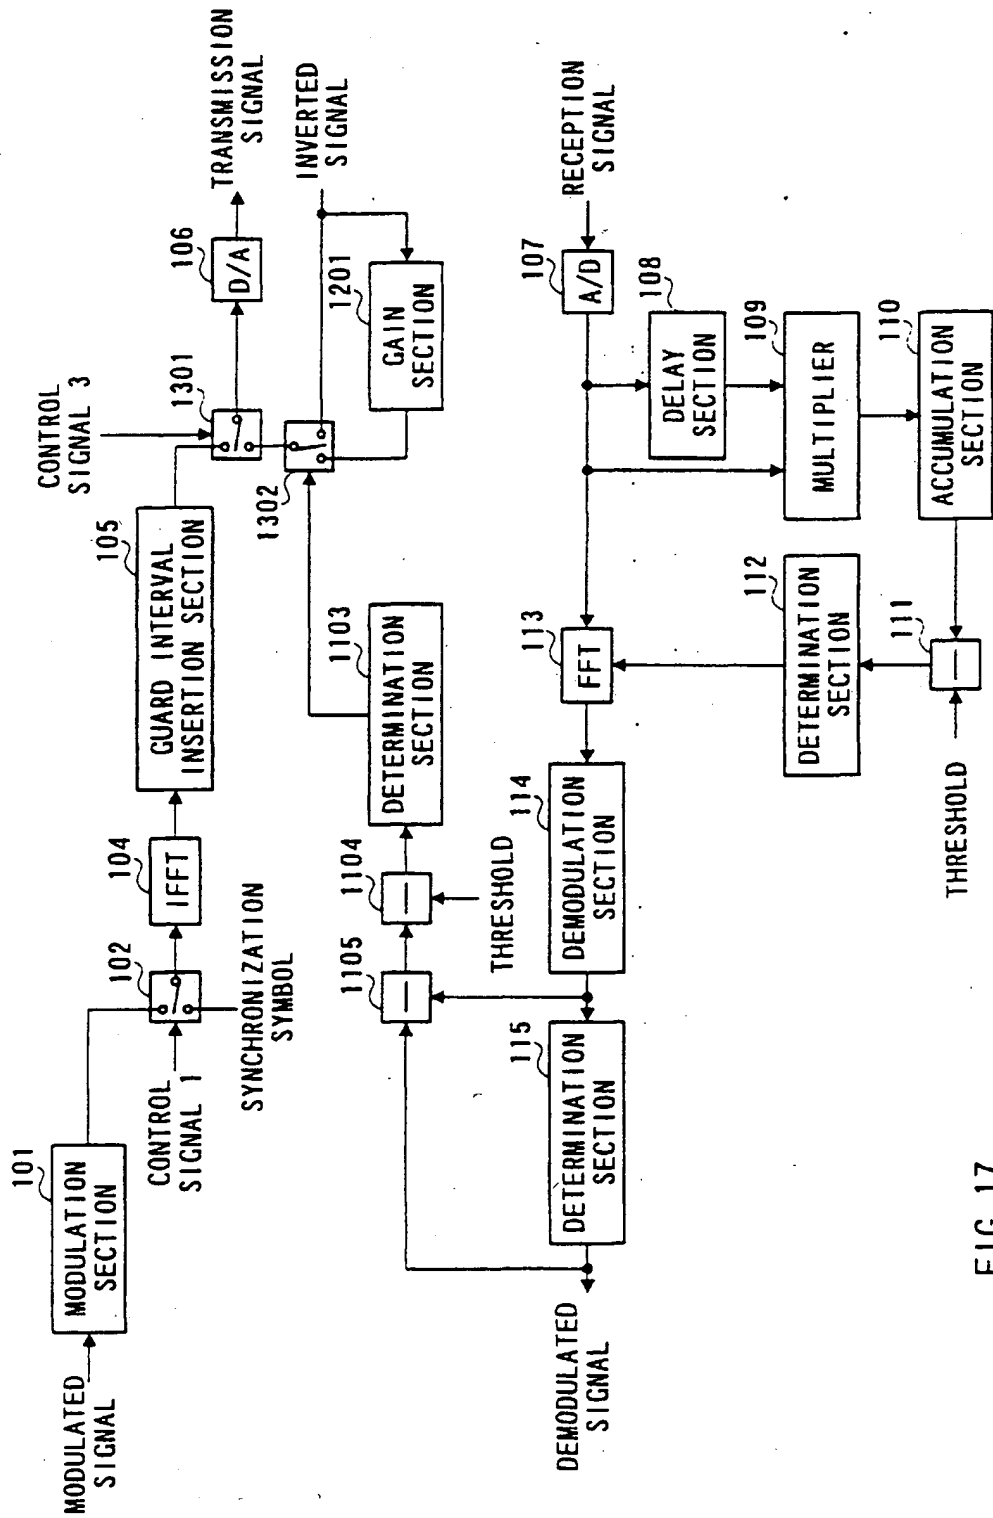 MODULATED
SIGNAL
101
MODULATION
SECTION
CONTROL
SIGNAL 1
102
SYNCHRONIZATION
SYMBOL
104
IFFT
105
GUARD INTERVAL
INSERTION SECTION
CONTROL
SIGNAL 3
1301
106
D/A
TRANSMISSION
SIGNAL
1302
INVERTED
SIGNAL
1201
GAIN
SECTION
1103
DETERMINATION
SECTION
1104
THRESHOLD
1105
RECEPTION
SIGNAL
107
A/D
108
DELAY
SECTION
109
MULTIPLIER
110
ACCUMULATION
SECTION
111
THRESHOLD
112
DETERMINATION
SECTION
113
FFT
114
DEMODULATION
SECTION
115
DETERMINATION
SECTION
DEMODULATED
SIGNAL
FIG. 17